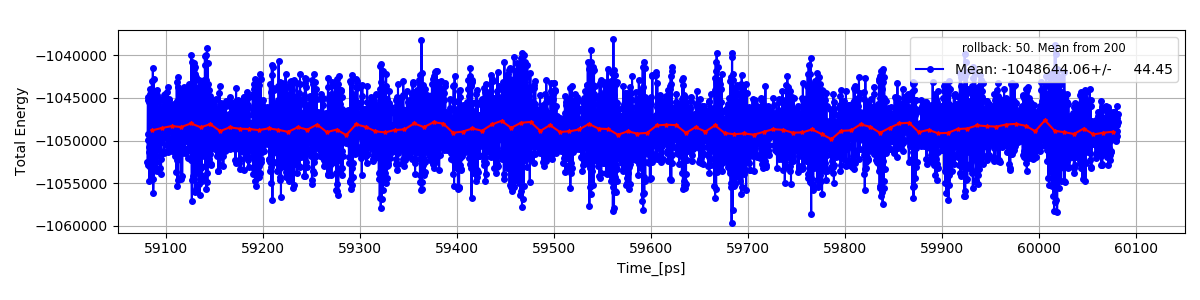 rollback: 50. Mean from 200
Mean: -1048644.06+/-     44.45
Total Energy
−1040000
−1045000
−1050000
−1055000
−1060000
59100 59200 59300 59400 59500 59600 59700 59800 59900 60000 60100
Time_[ps]